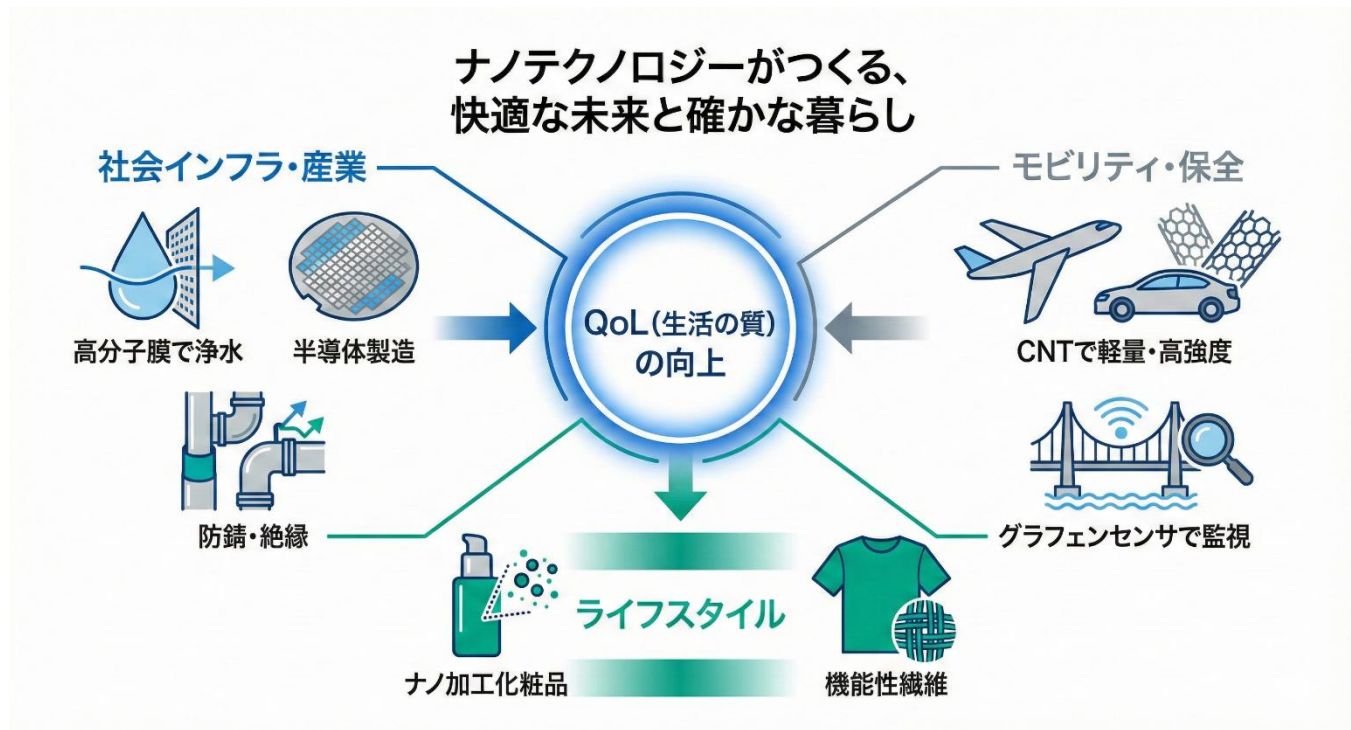 ナノテクノロジーがつくる、
快適な未来と確かな暮らし
社会インフラ・産業
高分子膜で浄水
半導体製造
防錆・絶縁
QoL(生活の質)
の向上
モビリティ・保全
CNTで軽量・高強度
グラフェンセンサで監視
ライフスタイル
ナノ加工化粧品
機能性繊維